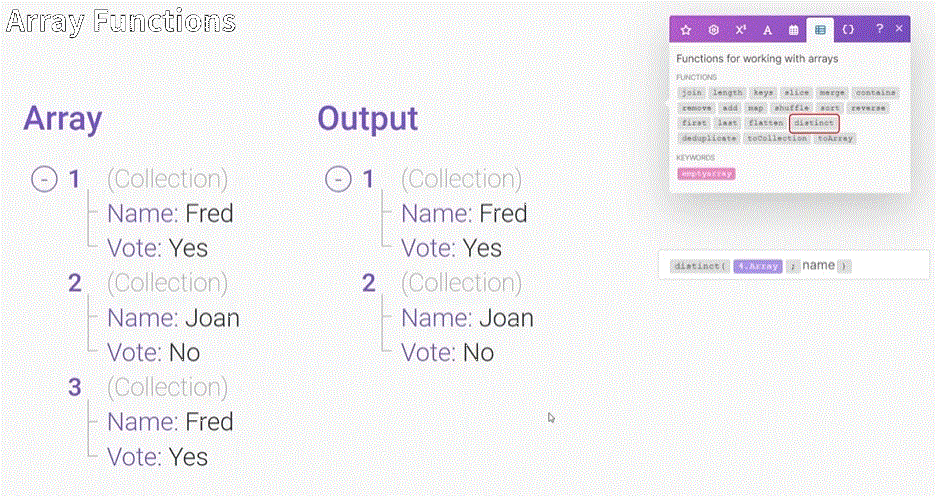 Array Functions
Array
- 1 (Collection)
Name: Fred
Vote: Yes
2 (Collection)
Name: Joan
Vote: No
3 (Collection)
Name: Fred
Vote: Yes
Output
- 1 (Collection)
Name: Fred
Vote: Yes
2 (Collection)
Name: Joan
Vote: No
X² A {} ? ×
Functions for working with arrays
FUNCTIONS
join length keys slice merge contains
remove add map shuffle sort reverse
first last flatten distinct
deduplicate toCollection toArray
KEYWORDS
emptyarray
distinct( 4.Array ; name )